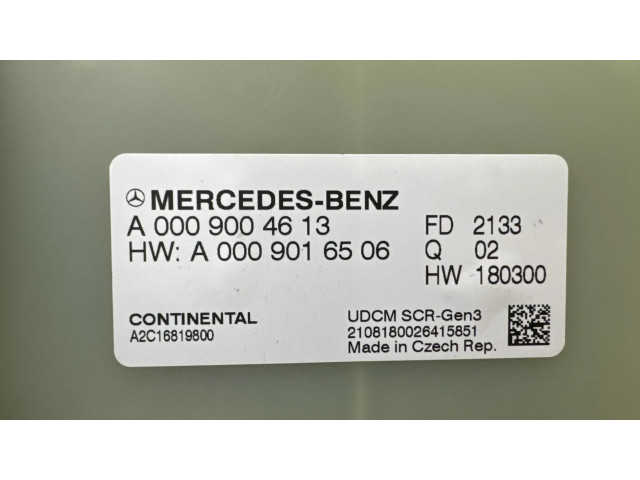 MERCEDES-BENZ
A 000 900 46 13 FD 2133
HW: A 000 901 65 06 Q 02
HW 180300
CONTINENTAL UDCM SCR-Gen3
A2C16819800 2108180026415851
Made in Czech Rep.